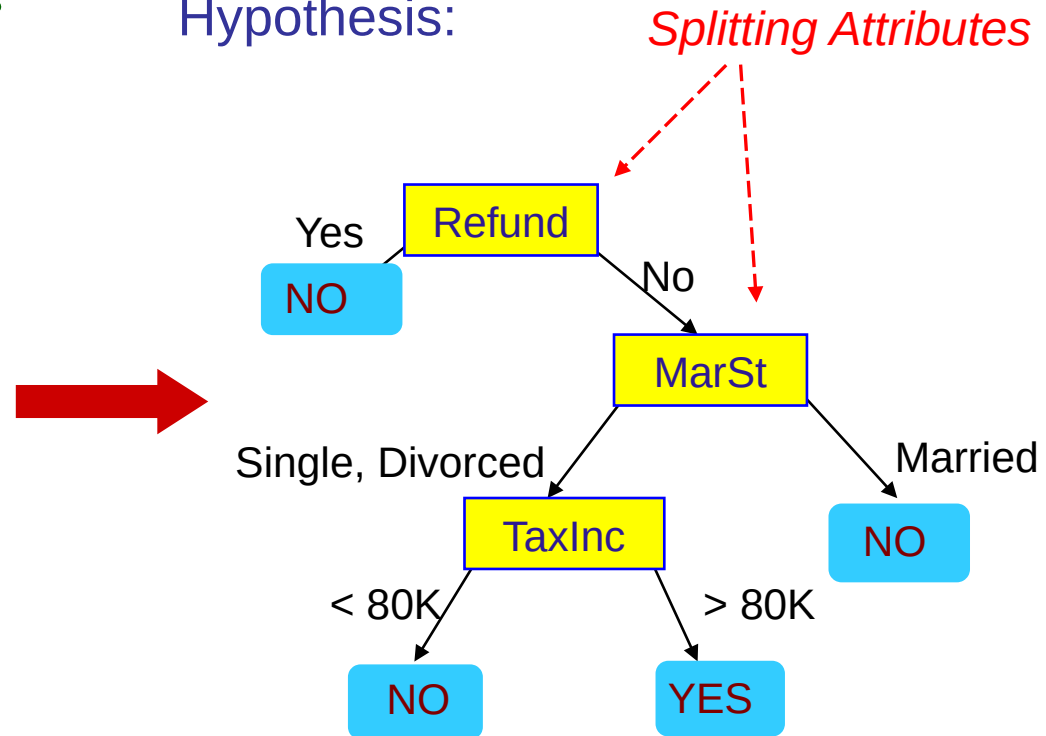 Hypothesis:
Splitting Attributes
Refund
Yes
NO
No
MarSt
Single, Divorced
Married
TaxInc
NO
< 80K
> 80K
NO
YES